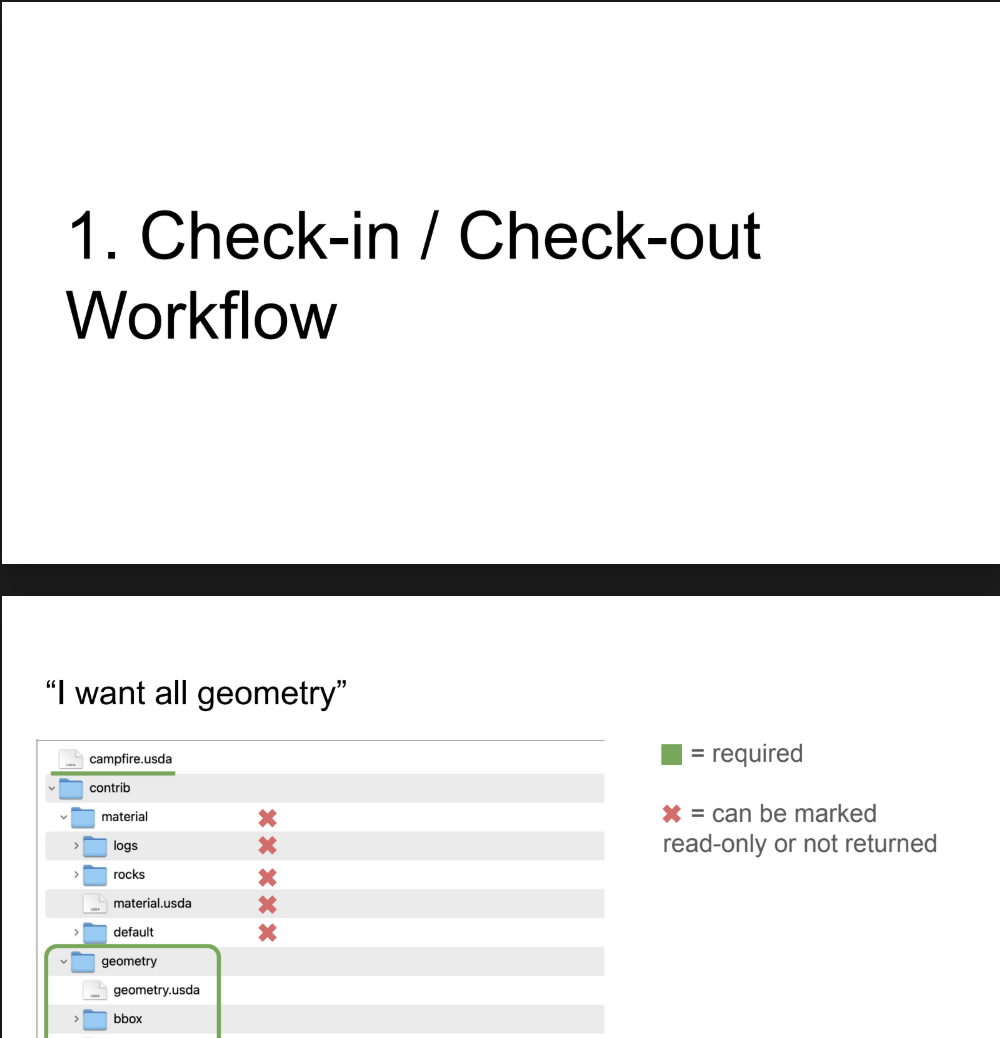 1. Check-in / Check-out
Workflow
“I want all geometry”
campfire.usda
contrib
material
logs
rocks
material.usda
default
geometry
geometry.usda
bbox
= required
= can be marked
read-only or not returned